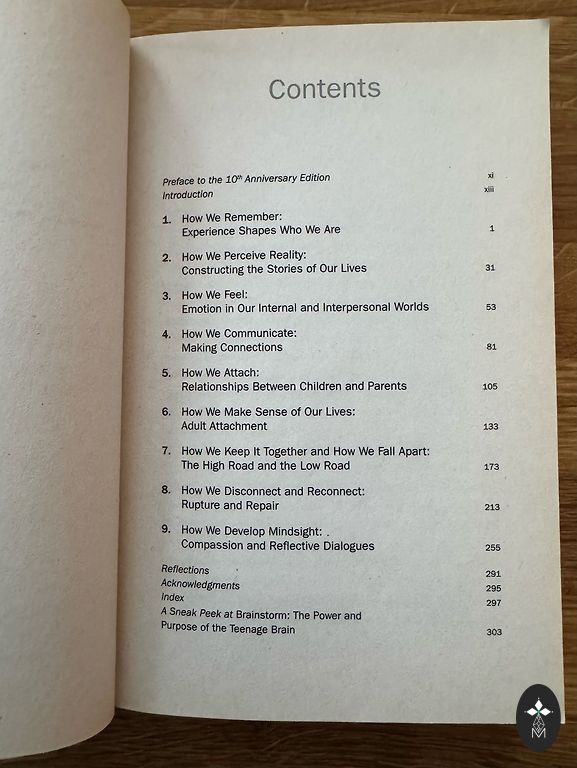 Contents
Preface to the 10th Anniversary Edition xi
Introduction xiii
1. How We Remember:
Experience Shapes Who We Are 1
2. How We Perceive Reality:
Constructing the Stories of Our Lives 31
3. How We Feel:
Emotion in Our Internal and Interpersonal Worlds 53
4. How We Communicate:
Making Connections 81
5. How We Attach:
Relationships Between Children and Parents 105
6. How We Make Sense of Our Lives:
Adult Attachment 133
7. How We Keep It Together and How We Fall Apart:
The High Road and the Low Road 173
8. How We Disconnect and Reconnect:
Rupture and Repair 213
9. How We Develop Mindsight:
Compassion and Reflective Dialogues 255
Reflections 291
Acknowledgments 295
Index 297
A Sneak Peek at Brainstorm: The Power and
Purpose of the Teenage Brain 303
M